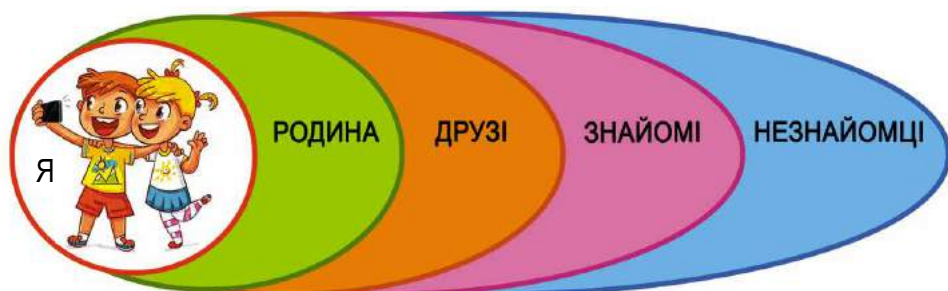 Я
РОДИНА
ДРУЗІ
ЗНАЙОМІ
НЕЗНАЙОМЦІ